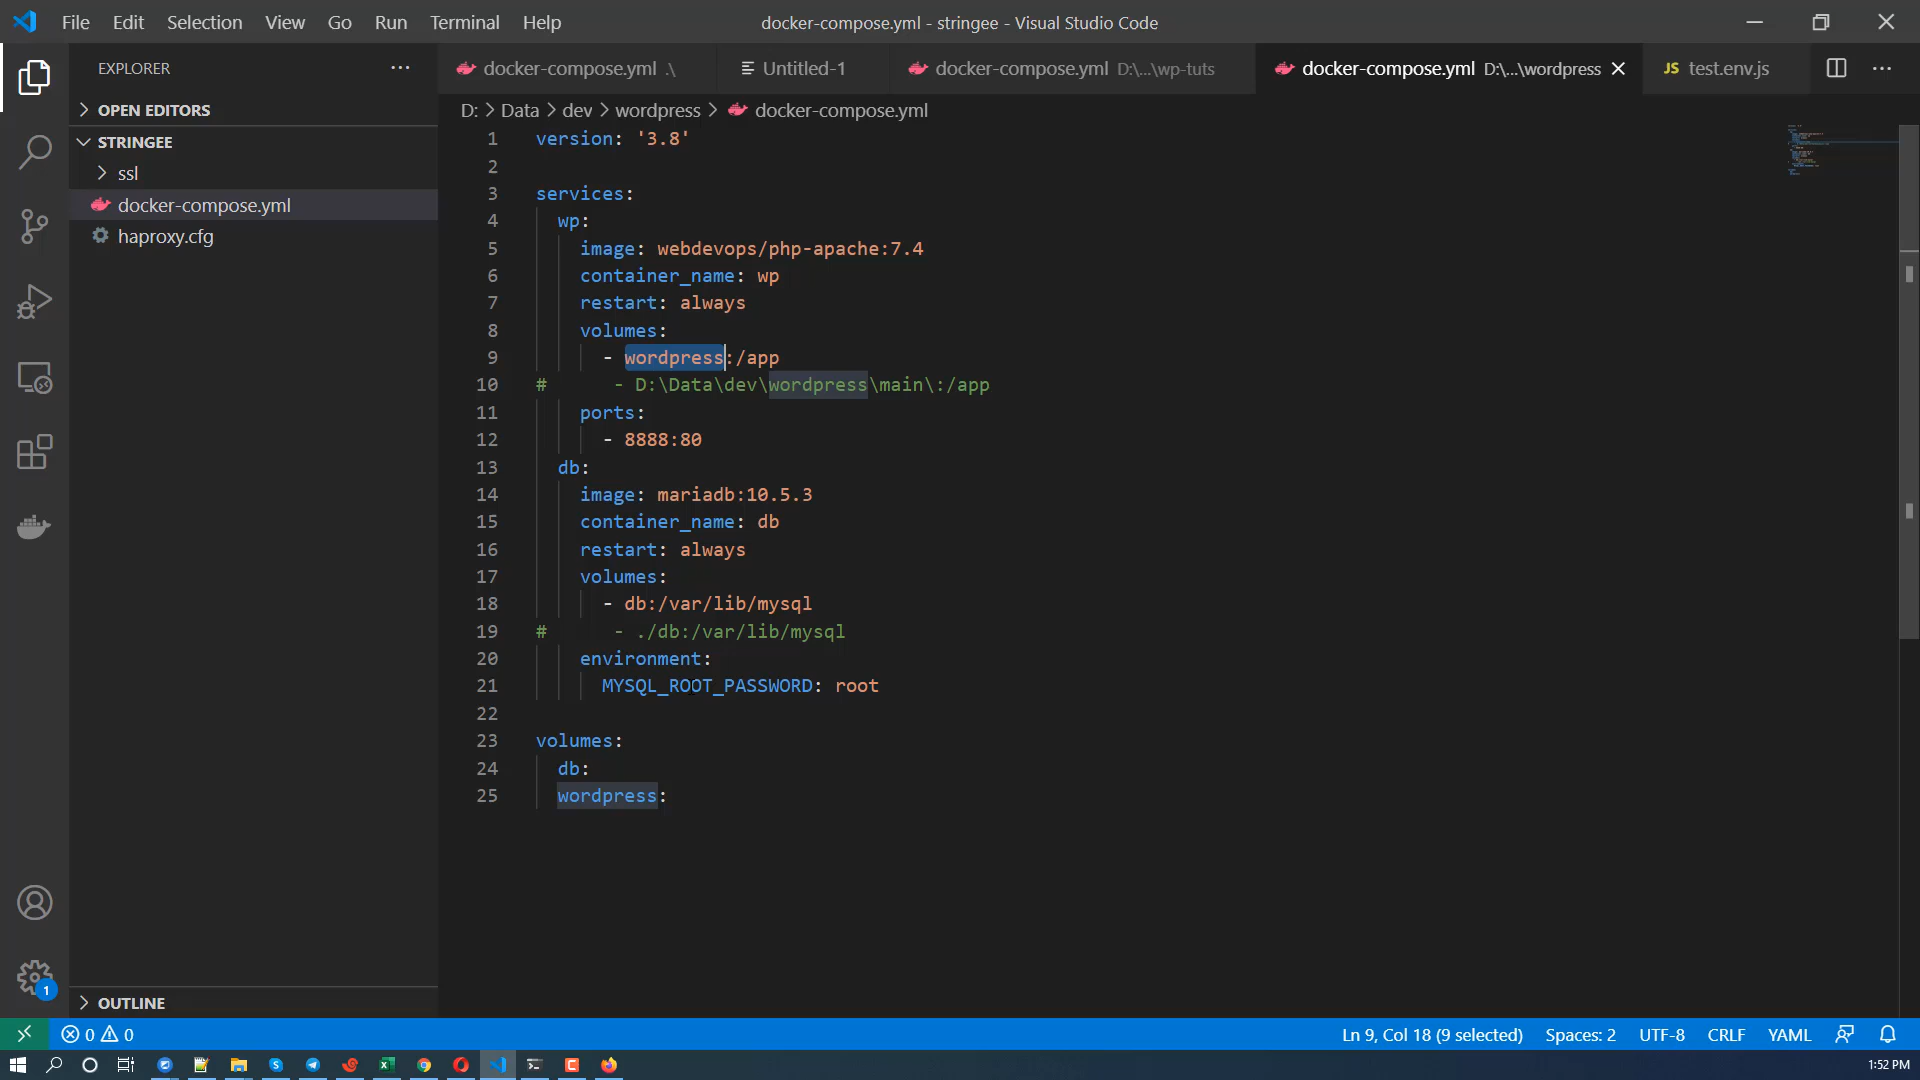 File Edit Selection View Go Run Terminal Help
docker-compose.yml - stringee - Visual Studio Code
EXPLORER
docker-compose.yml .\
Untitled-1
docker-compose.yml D:\...\wp-tuts
docker-compose.yml D:\...\wordpress
JS test.env.js
OPEN EDITORS
STRINGEE
ssl
docker-compose.yml
haproxy.cfg
OUTLINE
D: > Data > dev > wordpress > docker-compose.yml
1 version: '3.8'
2
3 services:
4 wp:
5 image: webdevops/php-apache:7.4
6 container_name: wp
7 restart: always
8 volumes:
9 - wordpress:/app
10 # - D:\Data\dev\wordpress\main\:/app
11 ports:
12 - 8888:80
13 db:
14 image: mariadb:10.5.3
15 container_name: db
16 restart: always
17 volumes:
18 - db:/var/lib/mysql
19 # - ./db:/var/lib/mysql
20 environment:
21 MYSQL_ROOT_PASSWORD: root
22
23 volumes:
24 db:
25 wordpress:
1
0 0
Ln 9, Col 18 (9 selected) Spaces: 2 UTF-8 CRLF YAML
1:52 PM